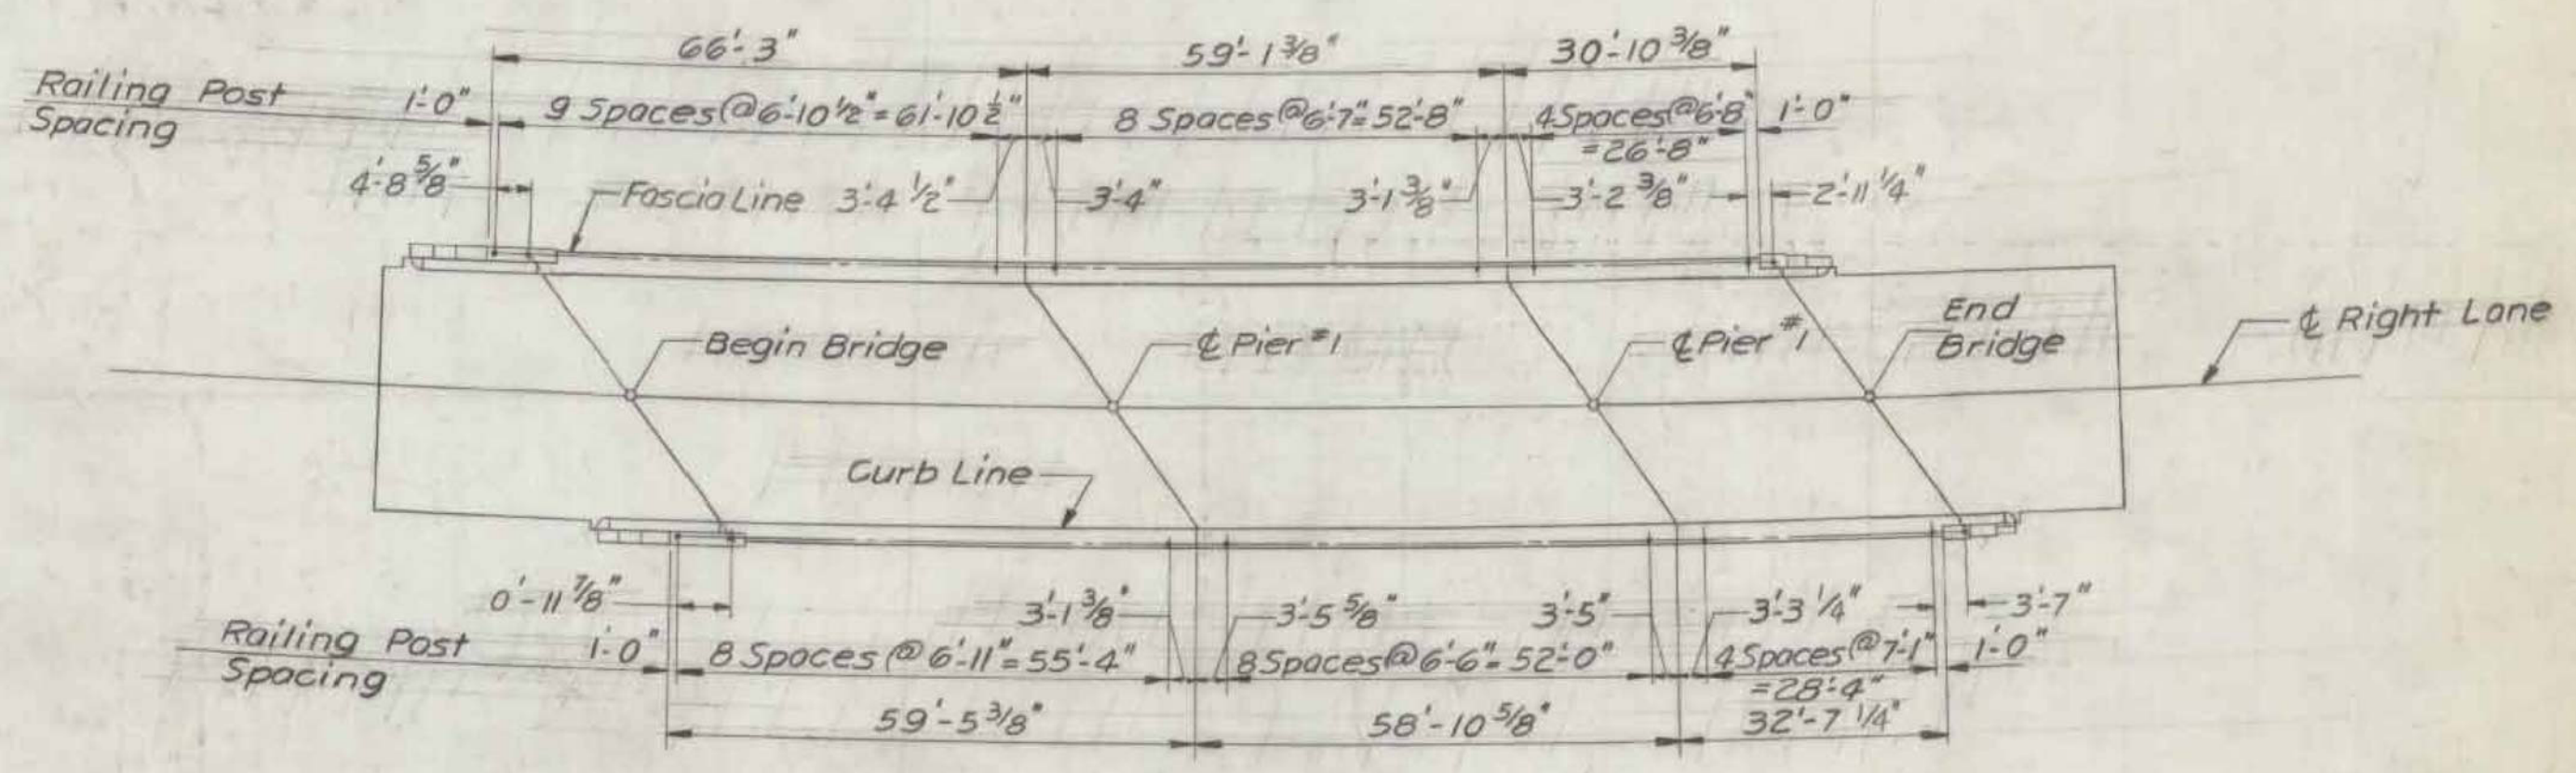 66'-3" 59'-1 3/8" 30'-10 3/8"
Railing Post Spacing
1'-0" 9 Spaces @ 6'-10 1/2" = 61'-10 1/2" 8 Spaces @ 6'-7" = 52'-8" 4 Spaces @ 6'-8" = 26'-8" 1'-0"
4'-8 5/8" Fascia Line 3'-4 1/2" 3'-4" 3'-1 3/8" 3'-2 3/8" 2'-11 1/4"
Begin Bridge ℄ Pier #1 ℄ Pier #1 End Bridge ℄ Right Lane
Curb Line
0'-11 7/8" 3'-1 3/8" 3'-5 5/8" 3'-5" 3'-3 1/4" 3'-7"
Railing Post Spacing
1'-0" 8 Spaces @ 6'-11" = 55'-4" 8 Spaces @ 6'-6" = 52'-0" 4 Spaces @ 7'-1" = 28'-4" 1'-0"
59'-5 3/8" 58'-10 5/8" 32'-7 1/4"